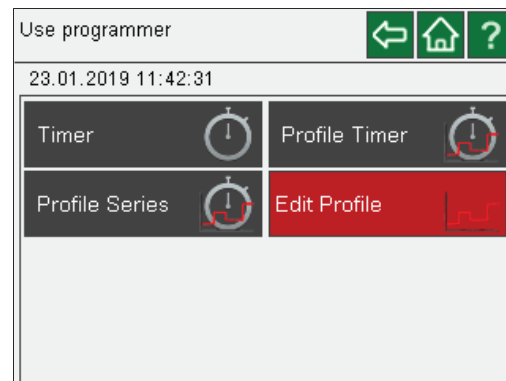 Use programmer
?
23.01.2019 11:42:31
Timer
Profile Timer
Profile Series
Edit Profile